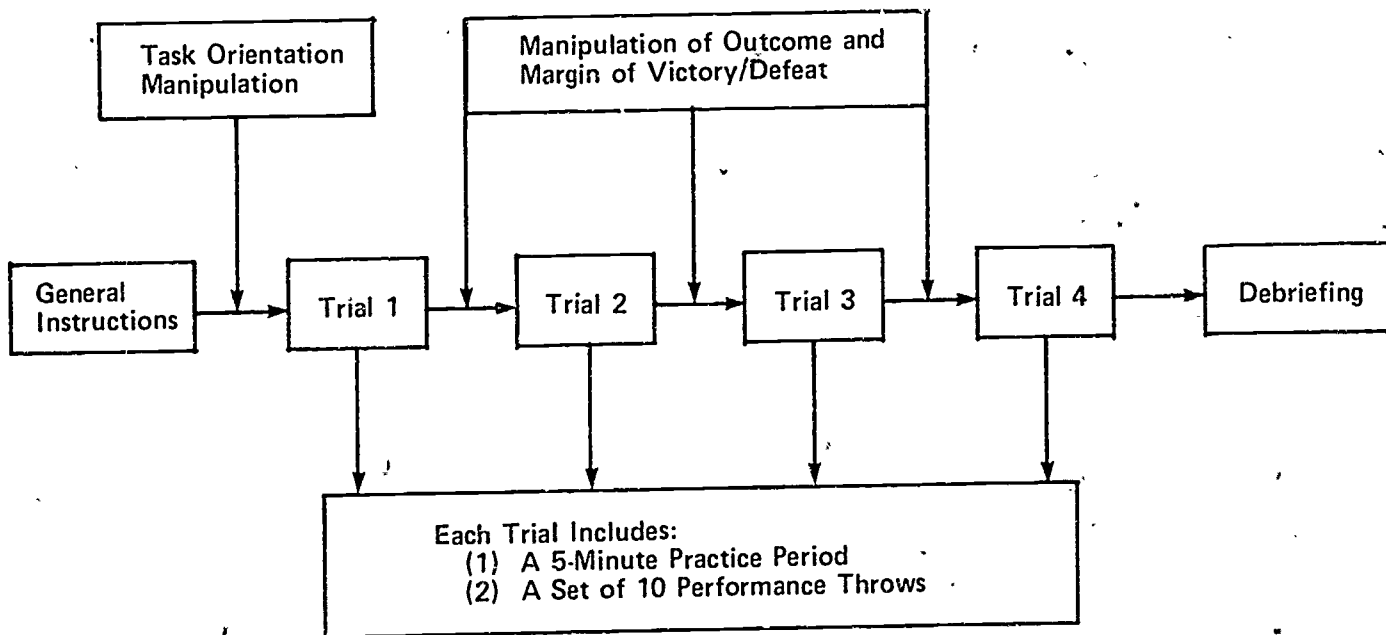 Task Orientation
Manipulation
Manipulation of Outcome and
Margin of Victory/Defeat
General
Instructions
Trial 1
Trial 2
Trial 3
Trial 4
Debriefing
Each Trial Includes:
(1) A 5-Minute Practice Period
(2) A Set of 10 Performance Throws